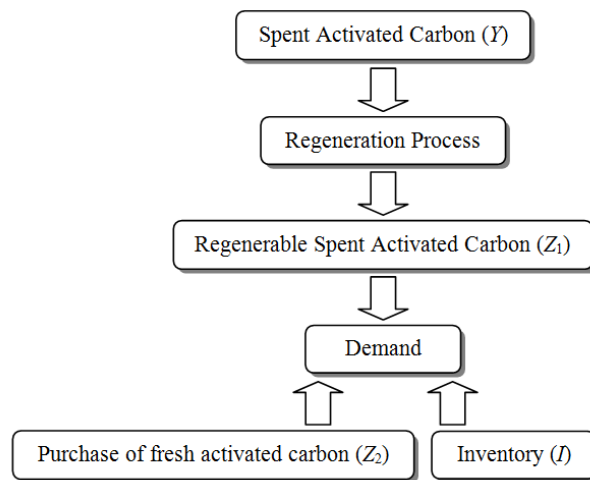 Spent Activated Carbon (Y)
Regeneration Process
Regenerable Spent Activated Carbon (Z₁)
Demand
Purchase of fresh activated carbon (Z₂)
Inventory (I)